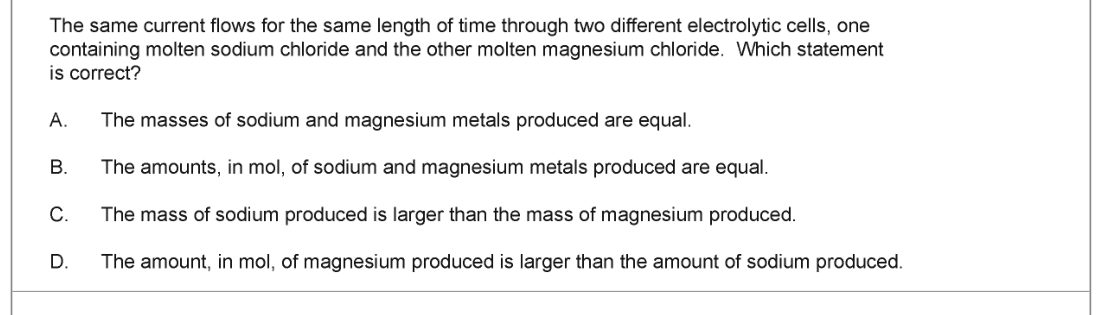 The same current flows for the same length of time through two different electrolytic cells, one
containing molten sodium chloride and the other molten magnesium chloride. Which statement
is correct?
A. The masses of sodium and magnesium metals produced are equal.
B. The amounts, in mol, of sodium and magnesium metals produced are equal.
C. The mass of sodium produced is larger than the mass of magnesium produced.
D. The amount, in mol, of magnesium produced is larger than the amount of sodium produced.